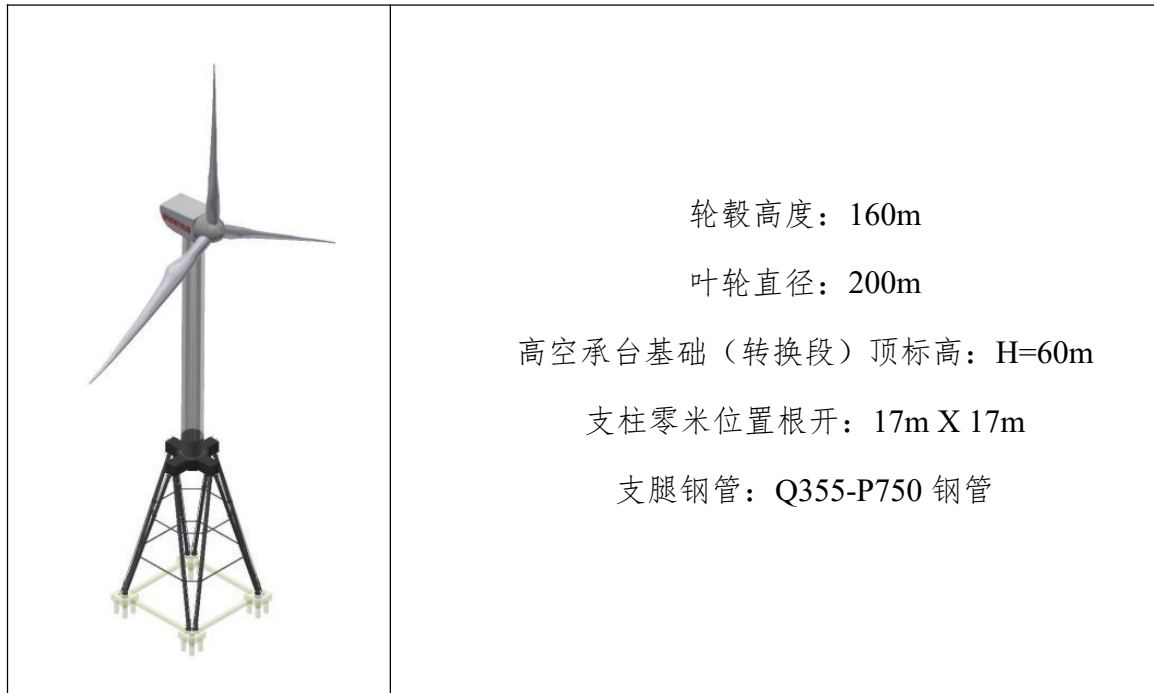 轮毂高度：160m
叶轮直径：200m
高空承台基础（转换段）顶标高：H=60m
支柱零米位置根开：17m X 17m
支腿钢管：Q355-P750 钢管